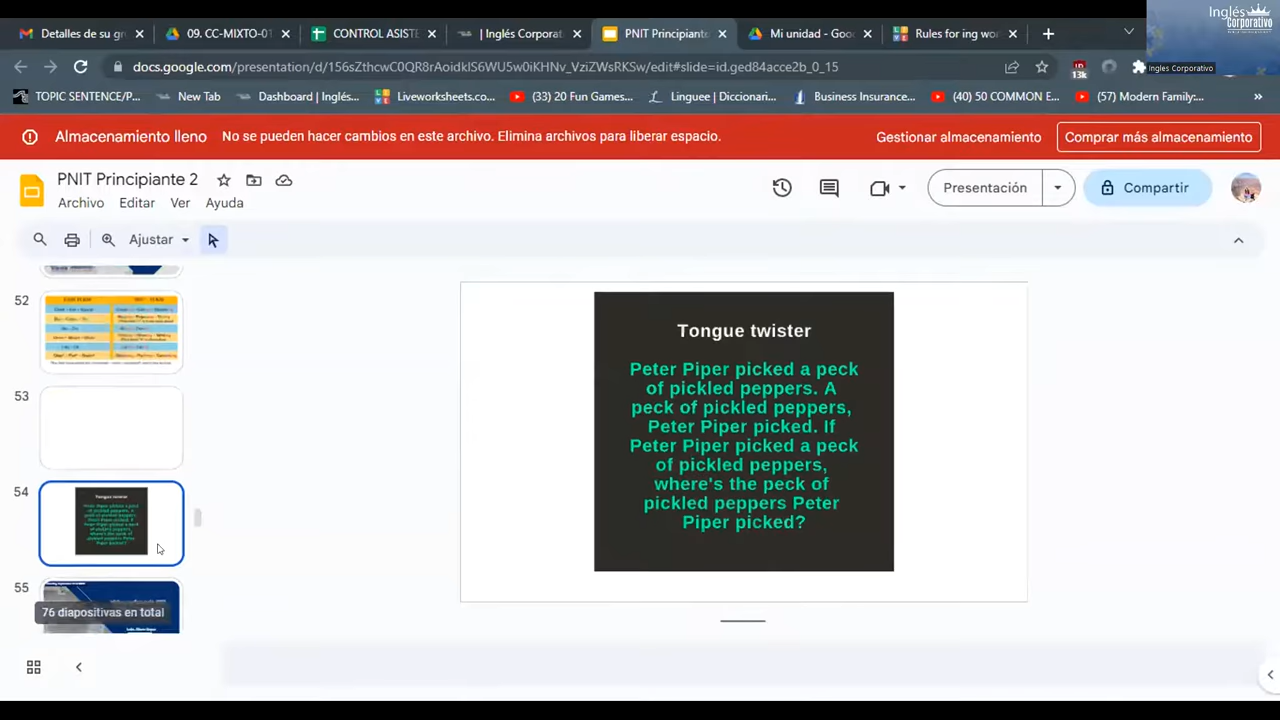 Detalles de su gr
09. CC-MIXTO-01
CONTROL ASISTE
| Inglés Corporati
PNIT Principiante
Mi unidad - Goo
Rules for ing wo
Inglés
Corporativo
Ingles Corporativo
docs.google.com/presentation/d/156sZthcwC0QR8rAoidkIS6WU5w0iKHNv_VziZWsRKSw/edit#slide=id.ged84acce2b_0_15
13k
TOPIC SENTENCE/P...
New Tab
Dashboard | Inglés...
Liveworksheets.co...
(33) 20 Fun Games...
Linguee | Diccionari...
Business Insurance...
(40) 50 COMMON E...
(57) Modern Family:...
»
Almacenamiento lleno
No se pueden hacer cambios en este archivo. Elimina archivos para liberar espacio.
Gestionar almacenamiento
Comprar más almacenamiento
PNIT Principiante 2
Archivo
Editar
Ver
Ayuda
Presentación
Compartir
Ajustar
52
53
54
55
76 diapositivas en total
Tongue twister
Peter Piper picked a peck
of pickled peppers. A
peck of pickled peppers,
Peter Piper picked. If
Peter Piper picked a peck
of pickled peppers,
where's the peck of
pickled peppers Peter
Piper picked?